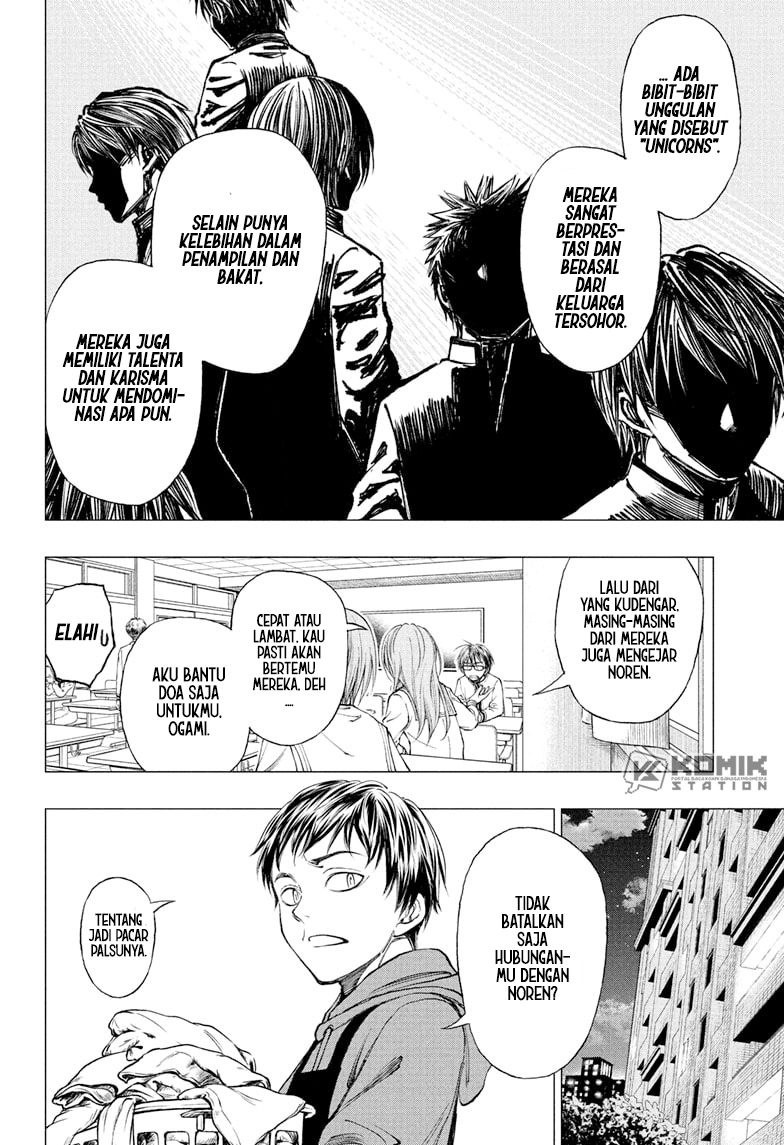 ... ADA
BIBIT-BIBIT
UNGGULAN
YANG DISEBUT
"UNICORNS".
MEREKA
SANGAT
BERPRES-
TASI DAN
BERASAL
DARI
KELUARGA
TERSOHOR.
SELAIN PUNYA
KELEBIHAN DALAM
PENAMPILAN DAN
BAKAT,
MEREKA JUGA
MEMILIKI TALENTA
DAN KARISMA
UNTUK MENDOMI-
NASI APA PUN.
LALU DARI
YANG KUDENGAR,
MASING-MASING
DARI MEREKA
JUGA MENGEJAR
NOREN.
CEPAT ATAU
LAMBAT, KAU
PASTI AKAN
BERTEMU
MEREKA, DEH
....
AKU BANTU
DOA SAJA
UNTUKMU,
OGAMI.
ELAHI
KOMIK
STATION
TIDAK
BATALKAN
SAJA
HUBUNGAN-
MU DENGAN
NOREN?
TENTANG
JADI PACAR
PALSUNYA.